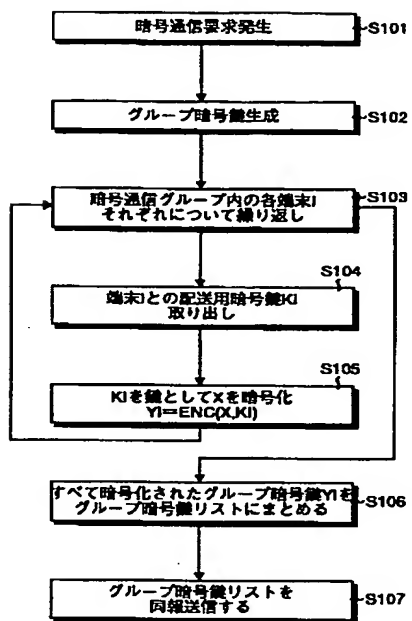 暗号通信要求発生
S101
グループ暗号鍵生成
S102
S103
暗号通信グループ内の各端末I
それぞれについて繰り返し
S104
端末Iとの配送用暗号鍵KI
取り出し
S105
KIを鍵としてXを暗号化
YI=ENC(X,KI)
すべて暗号化されたグループ暗号鍵YIを
グループ暗号鍵リストにまとめる
S106
グループ暗号鍵リストを
同報送信する
S107